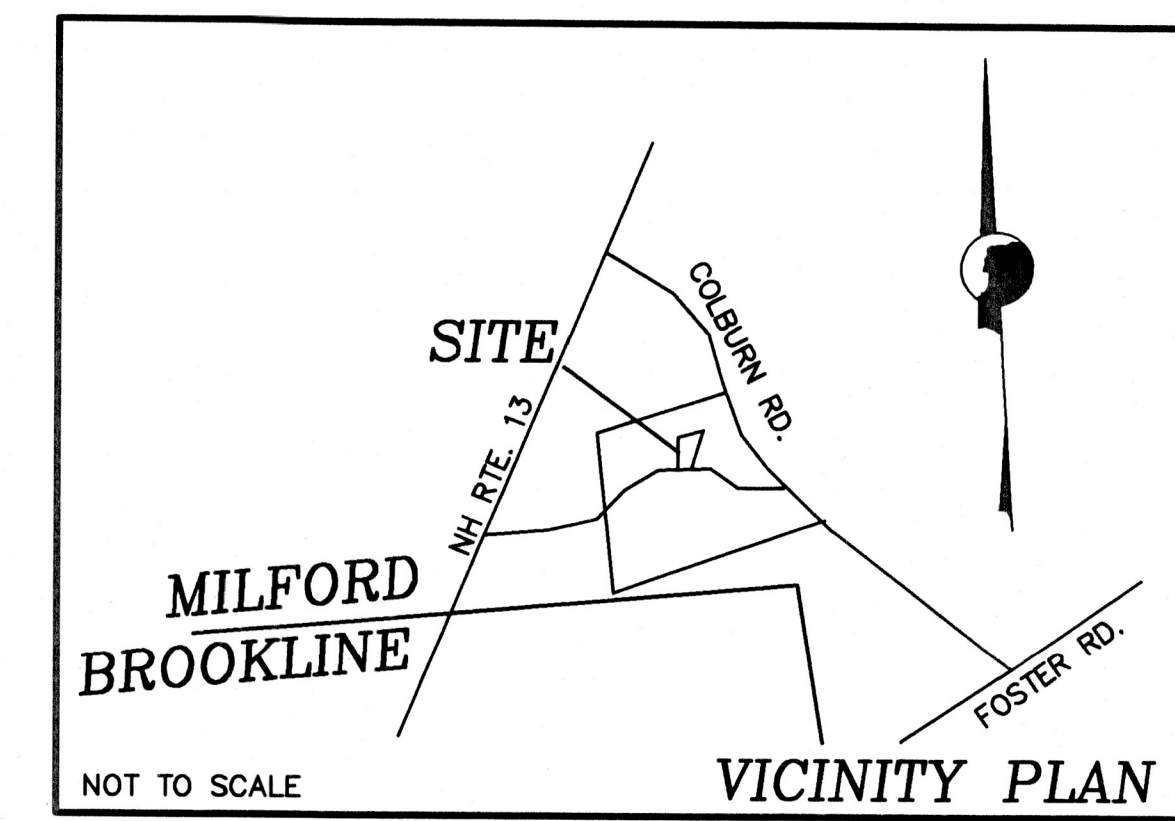 COLBURN RD.
SITE
NH RTE. 13
MILFORD
BROOKLINE
FOSTER RD.
NOT TO SCALE
VICINITY PLAN